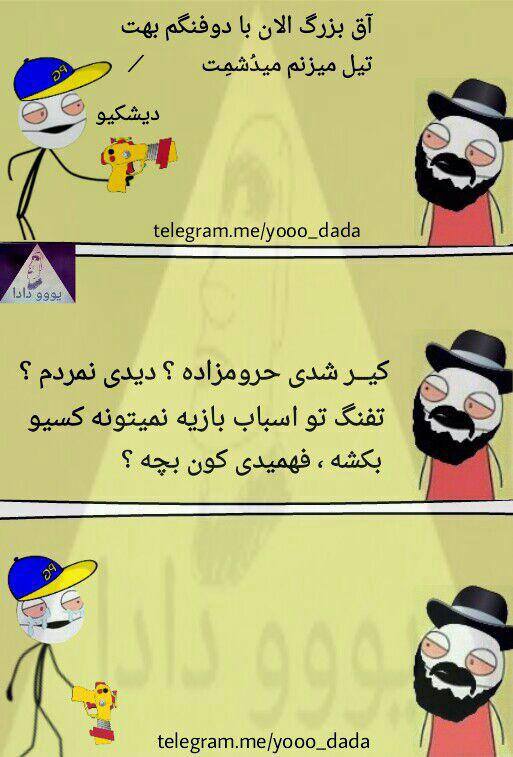 آق بزرگ الان با دوفنگم بهت
تیل میزنم میدُشمِت
دیشکیو
telegram.me/yooo_dada
یووو دادا
کیــر شدی حرومزاده ؟ دیدی نمردم ؟
تفنگ تو اسباب بازیه نمیتونه کسیو
بکشه ، فهمیدی کون بچه ؟
یووو دادا
telegram.me/yooo_dada